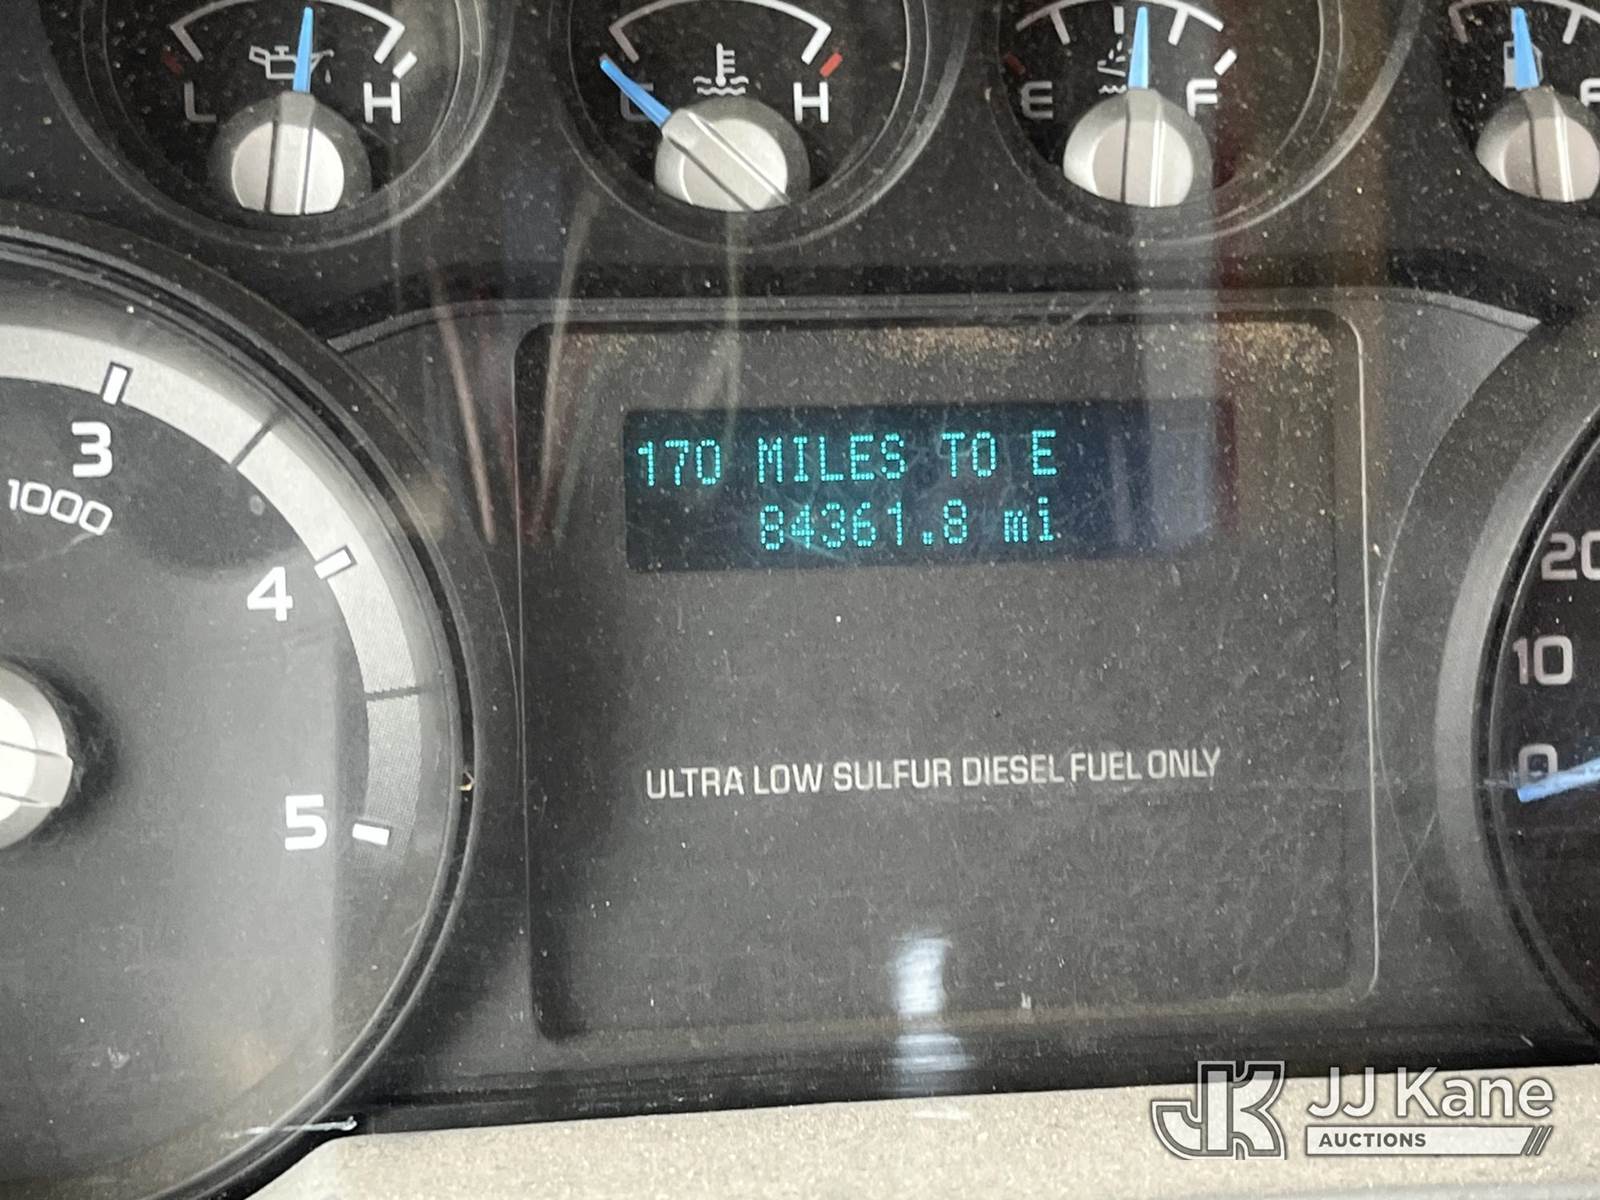 L H
C H
E F
F
3
1000
4
5
170 MILES TO E
84361.8 mi
ULTRA LOW SULFUR DIESEL FUEL ONLY
20
10
0
JK JJ Kane
AUCTIONS